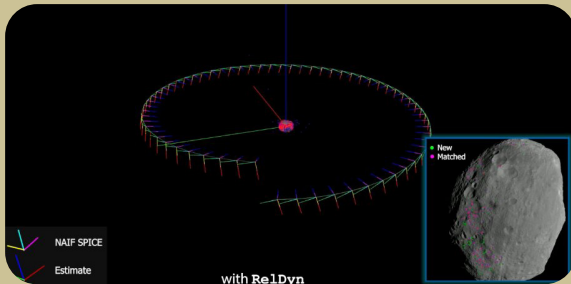 New
Matched
NAIF SPICE
Estimate
with RelDyn